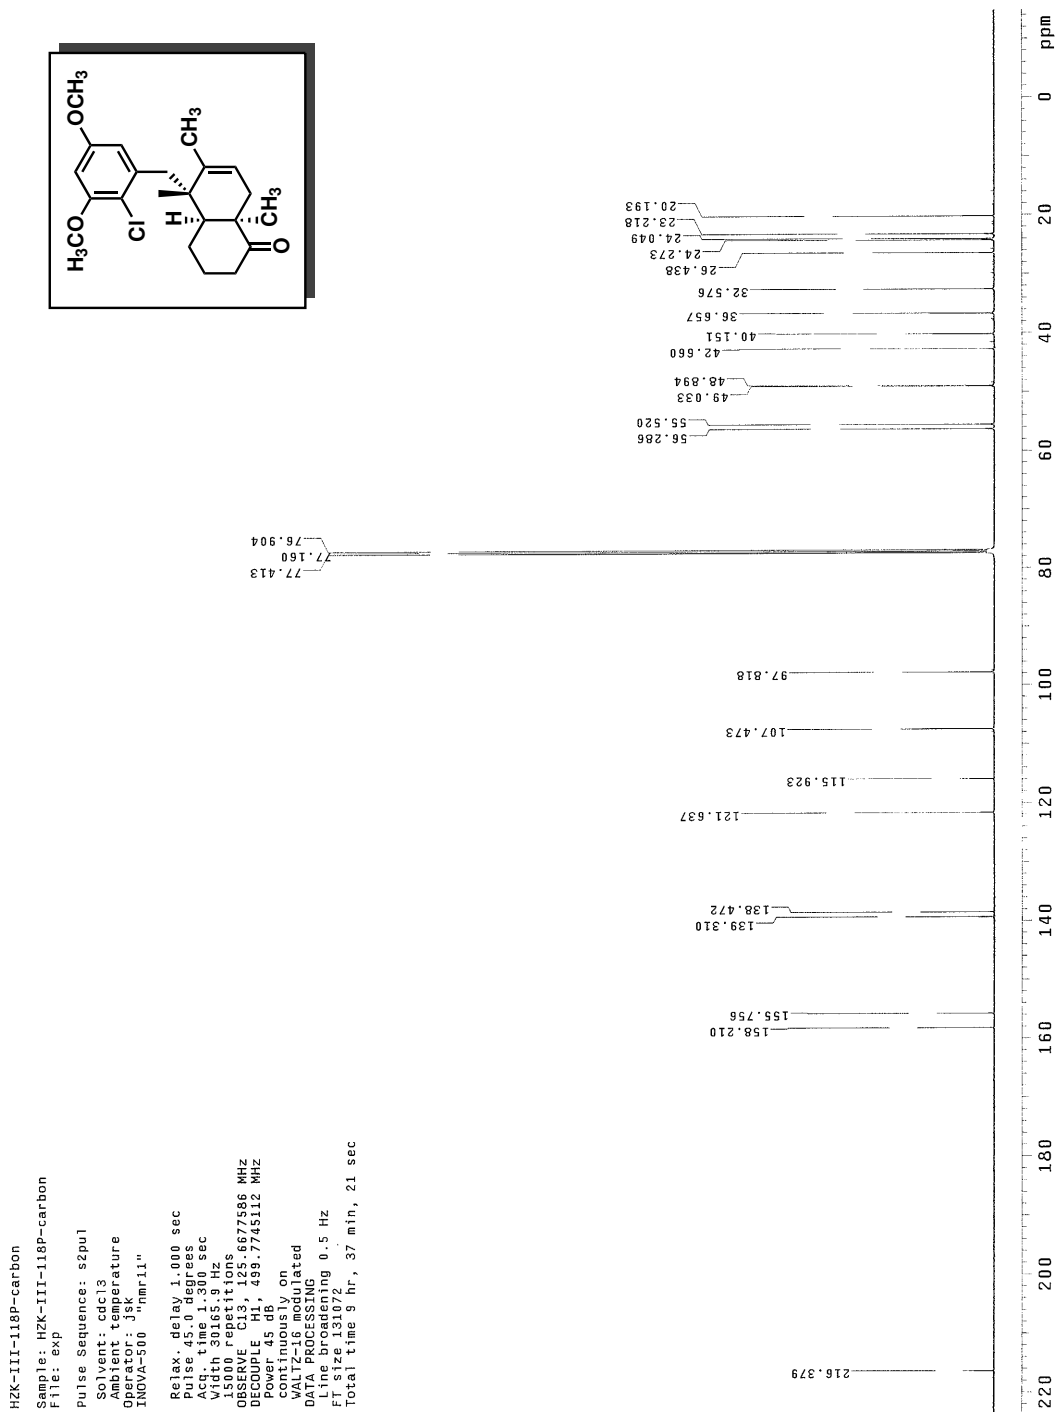 HZK-III-118P-carbon
Sample: HZK-III-118P-carbon
File: exp
Pulse Sequence: s2pul
Solvent: cdcl3
Ambient temperature
Operator: jsk
INOVA-500 "nmr11"
Relax. delay 1.000 sec
Pulse 45.0 degrees
Acq. time 1.300 sec
Width 30165.9 Hz
15000 repetitions
OBSERVE C13, 125.6677586 MHz
DECOUPLE H1, 499.7745112 MHz
Power 45 dB
continuously on
WALTZ-16 modulated
DATA PROCESSING
Line broadening 0.5 Hz
FT size 131072
Total time 9 hr, 37 min, 21 sec
H3CO
OCH3
Cl
H
CH3
CH3
O
216.379
158.210
155.756
139.310
138.472
121.637
115.923
107.473
97.818
77.413
77.160
76.904
56.286
55.520
49.033
48.894
42.660
40.151
36.657
32.576
26.438
24.273
24.049
23.218
20.193
220 200 180 160 140 120 100 80 60 40 20 0 ppm